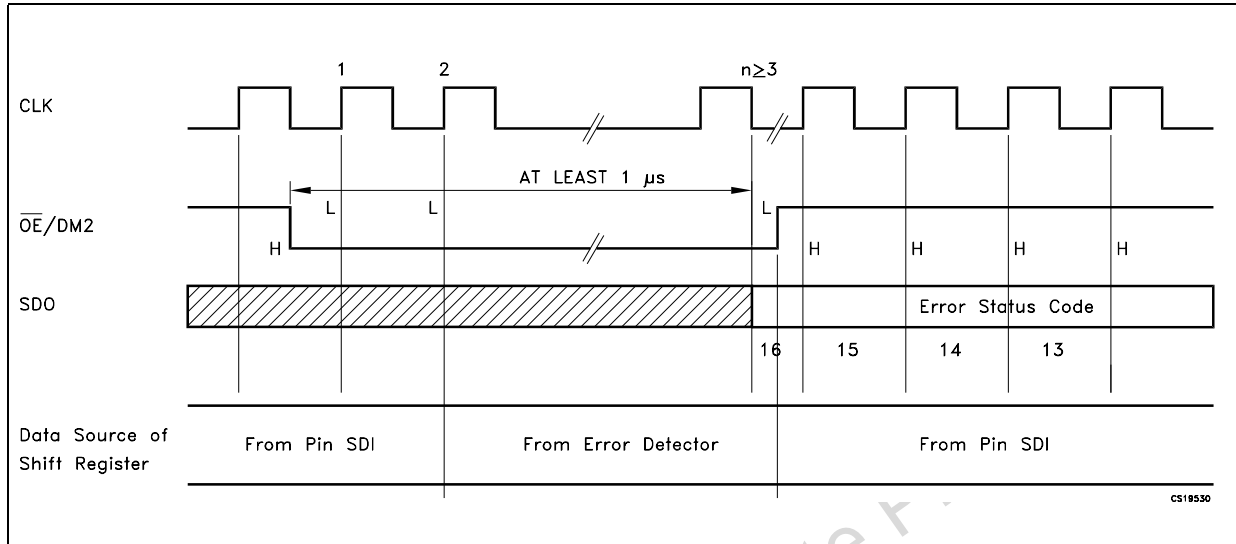 1 2 n≥3
CLK
AT LEAST 1 μs
L L L
O̅E̅/DM2
H H H H H
SDO Error Status Code
16 15 14 13
Data Source of
Shift Register
From Pin SDI From Error Detector From Pin SDI
CS19530